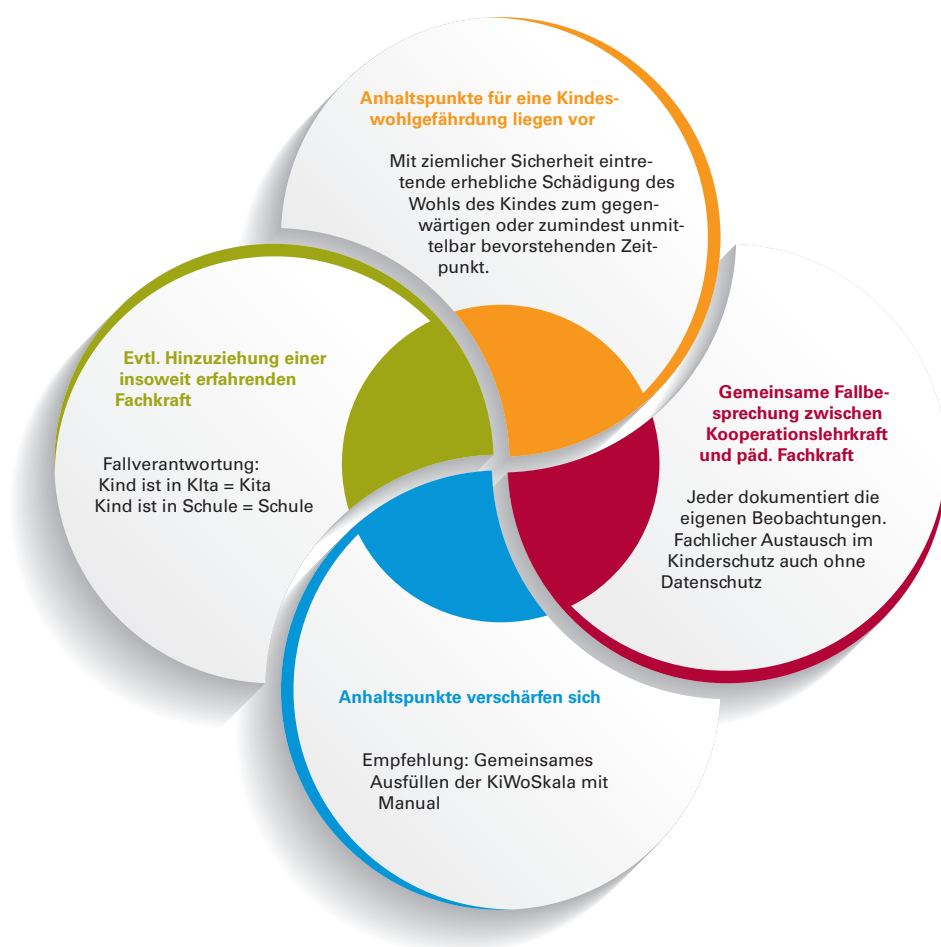 Anhaltspunkte für eine Kindes-
wohlgefährdung liegen vor
Mit ziemlicher Sicherheit eintre-
tende erhebliche Schädigung des
Wohls des Kindes zum gegen-
wärtigen oder zumindest unmit-
telbar bevorstehenden Zeit-
punkt.
Gemeinsame Fallbe-
sprechung zwischen
Kooperationslehrkraft
und päd. Fachkraft
Jeder dokumentiert die
eigenen Beobachtungen.
Fachlicher Austausch im
Kinderschutz auch ohne
Datenschutz
Anhaltspunkte verschärfen sich
Empfehlung: Gemeinsames
Ausfüllen der KiWoSkala mit
Manual
Evtl. Hinzuziehung einer
insoweit erfahrenden
Fachkraft
Fallverantwortung:
Kind ist in KIta = Kita
Kind ist in Schule = Schule